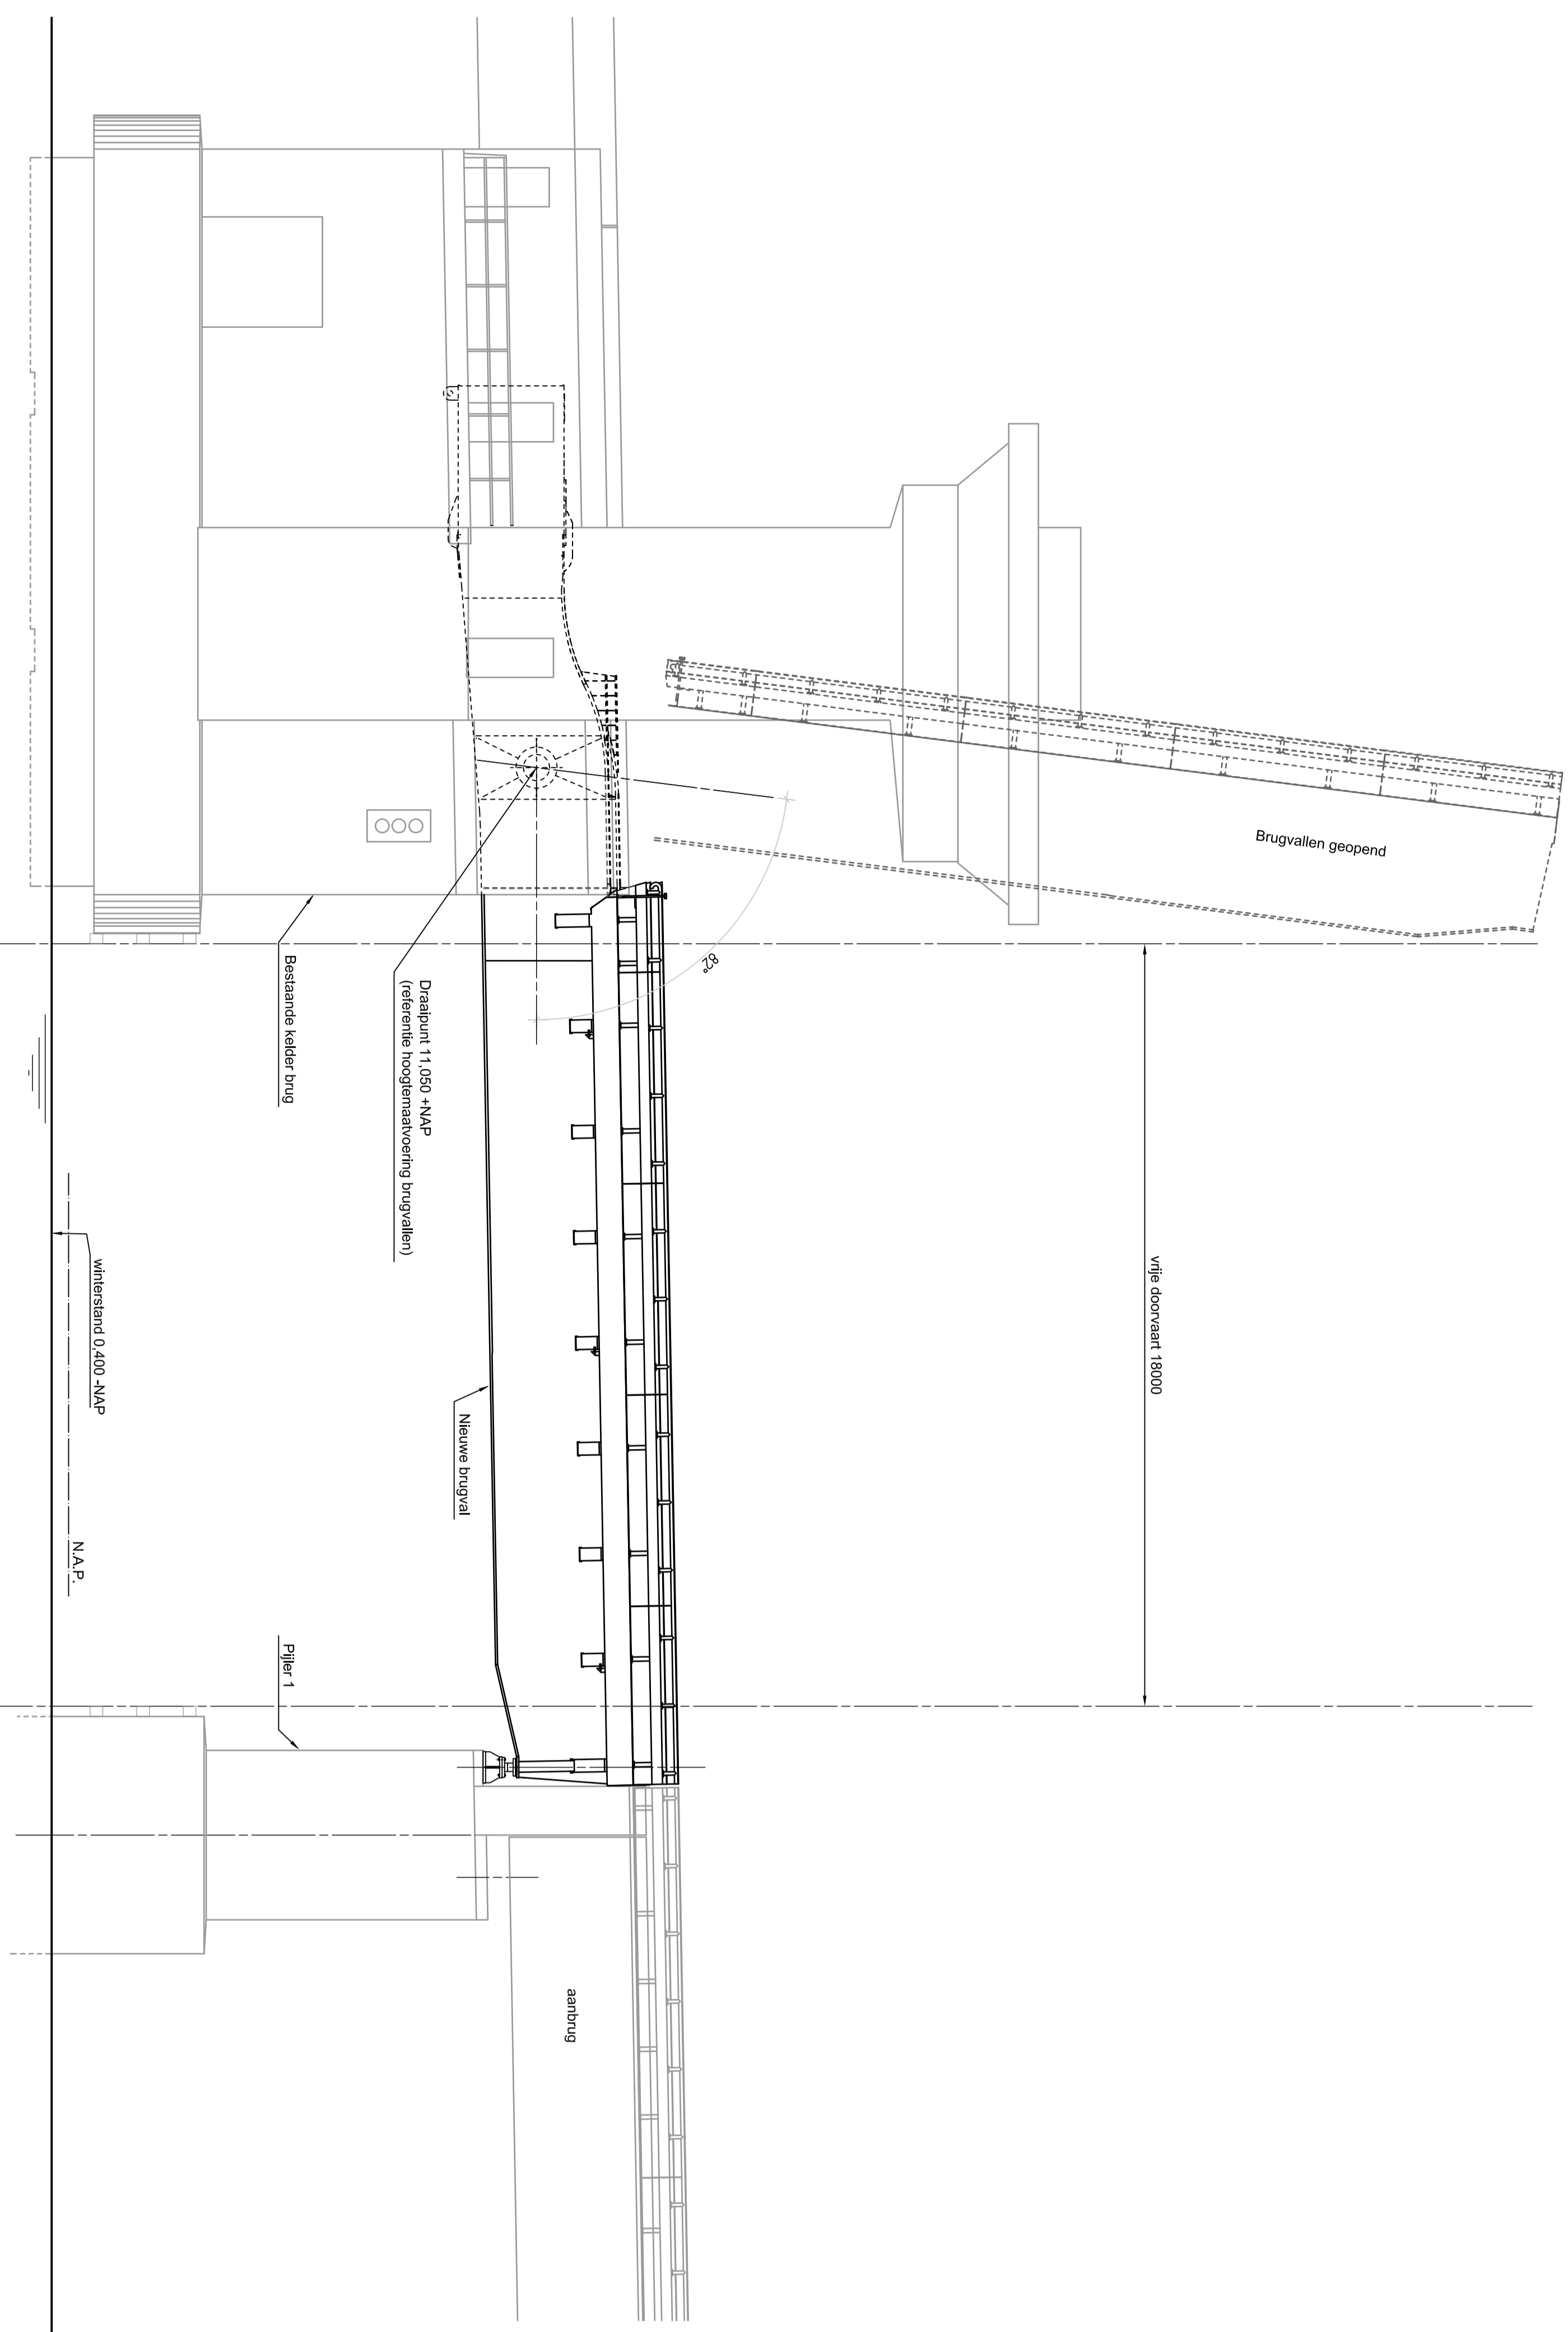 Brugvallen geopend
vrije doorvaart 18000
82°
Draaipunt 11,050 +NAP
(referentie hoogtemaatvoering brugvallen)
Bestaande kelder brug
Nieuwe brugval
aanbrug
Pijler 1
winterstand 0,400 -NAP
N.A.P.